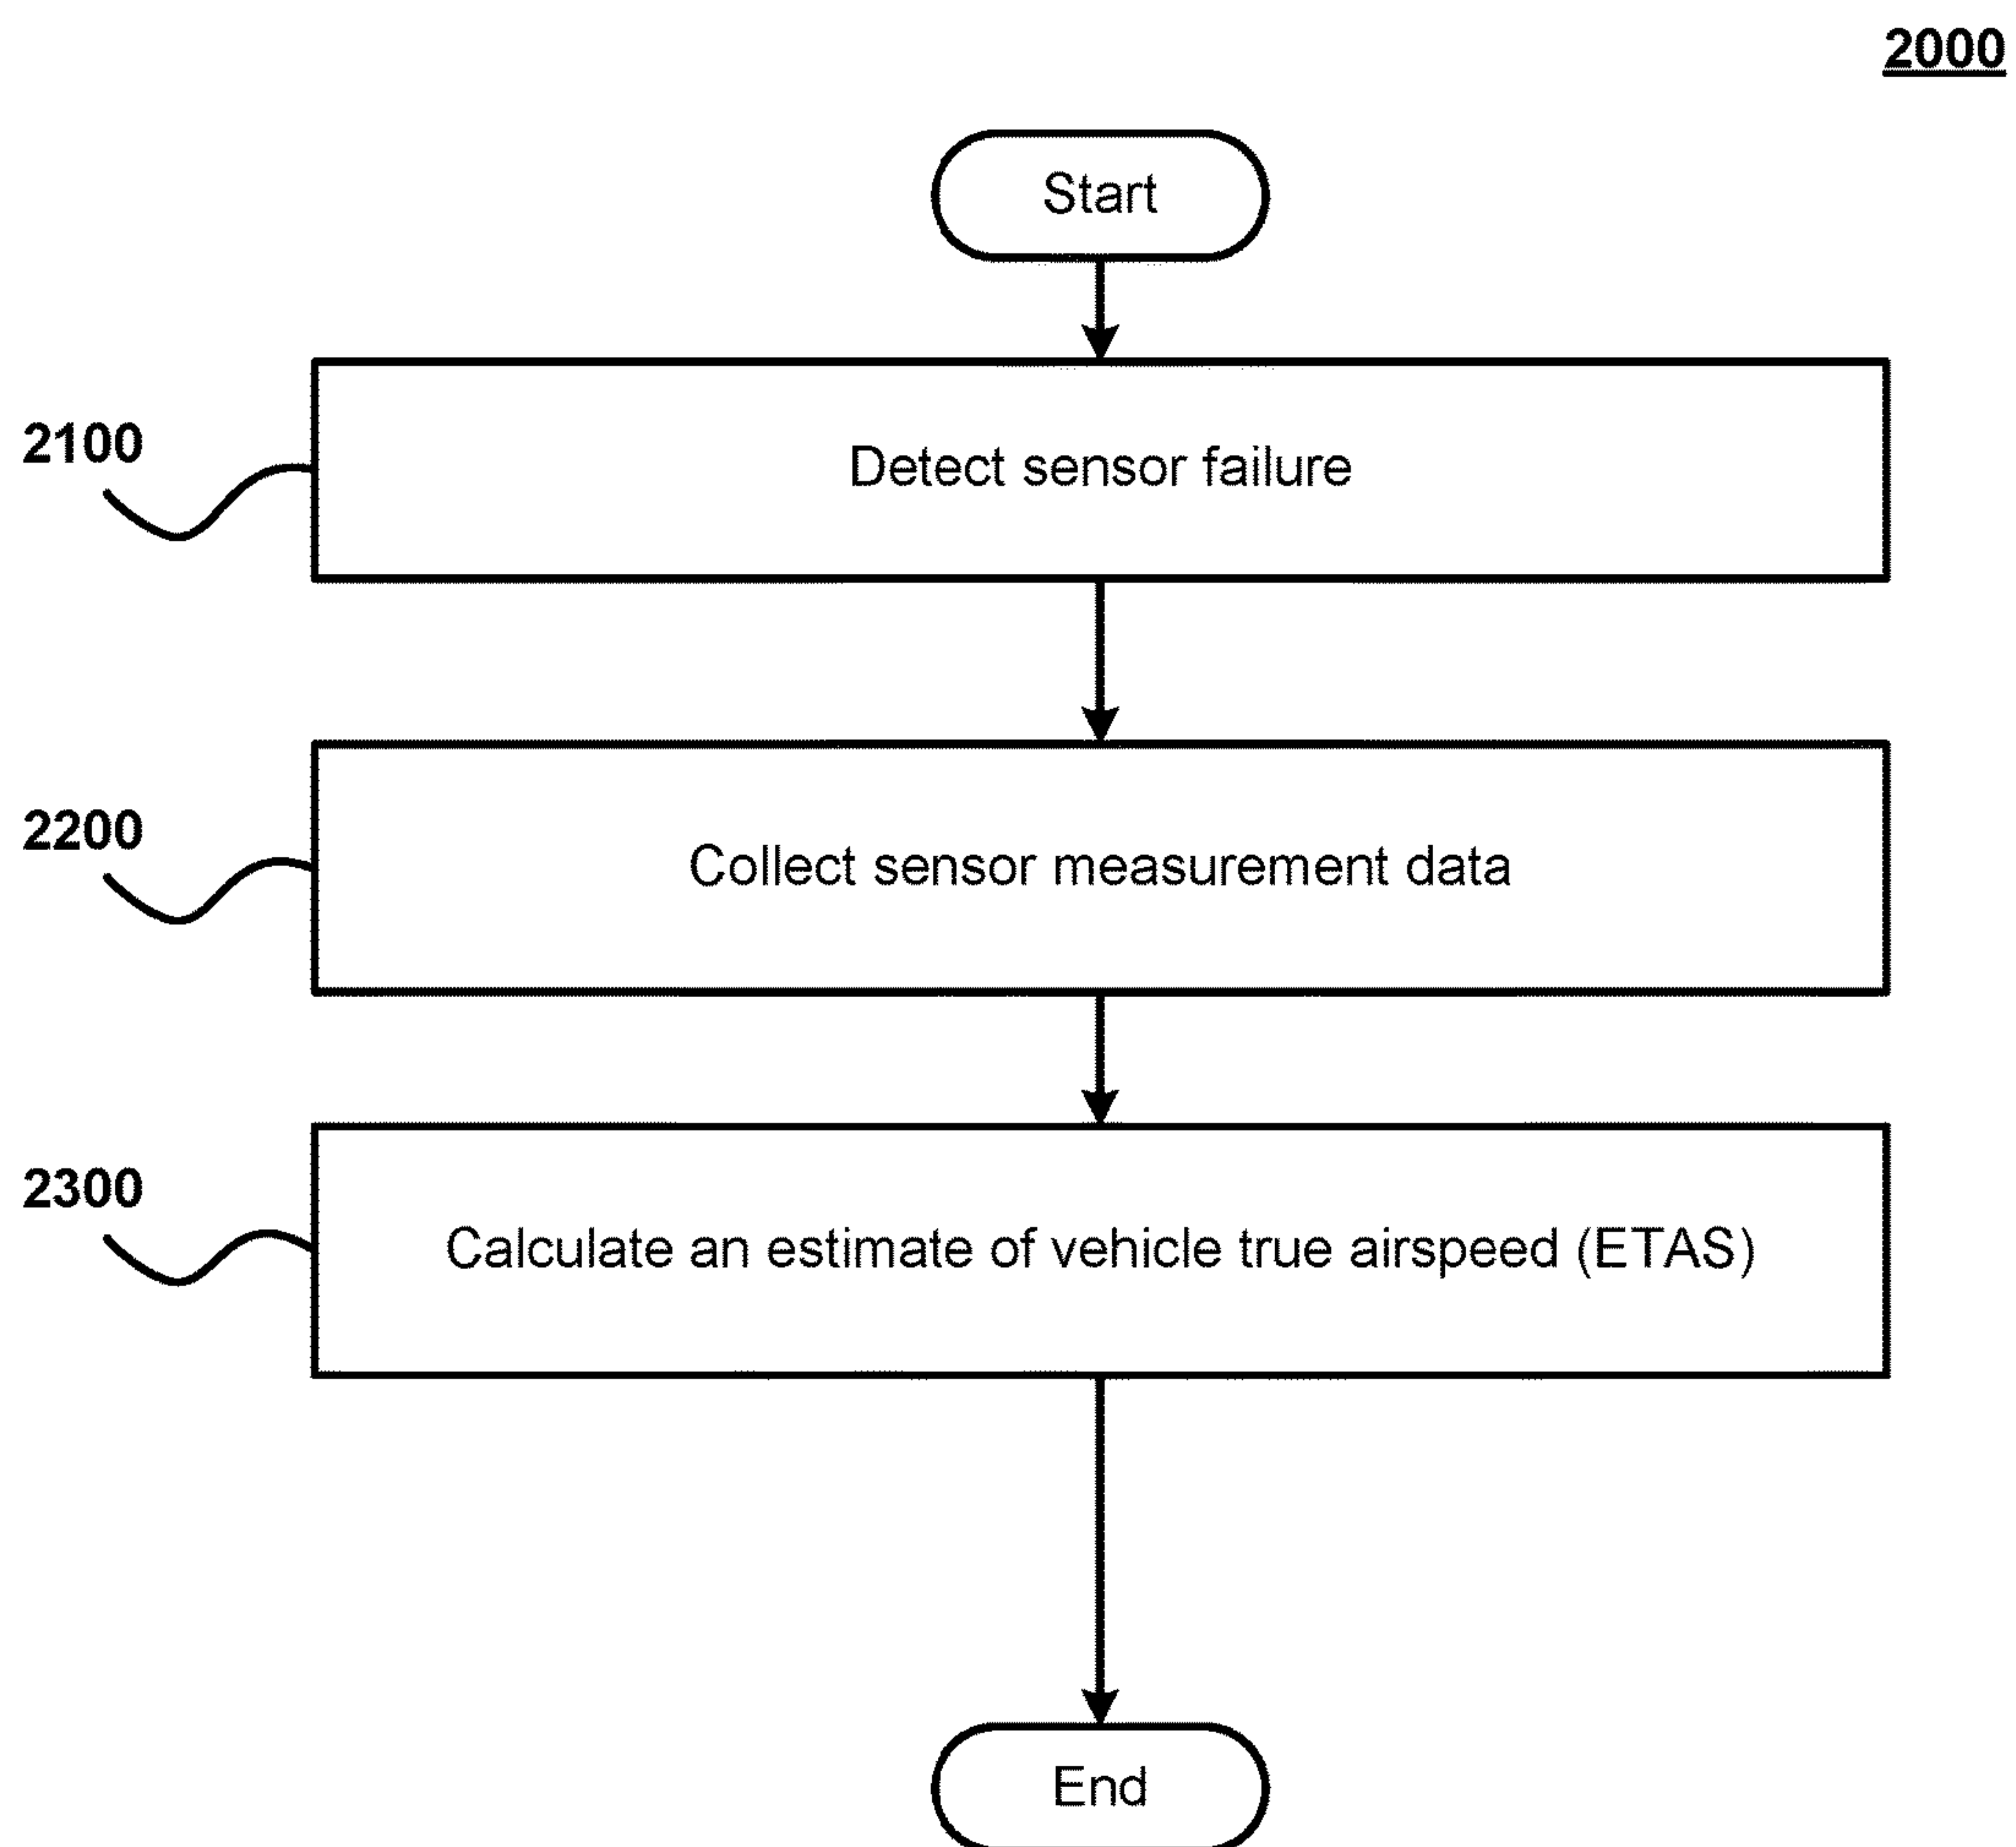 2000
Start
2100
Detect sensor failure
2200
Collect sensor measurement data
2300
Calculate an estimate of vehicle true airspeed (ETAS)
End